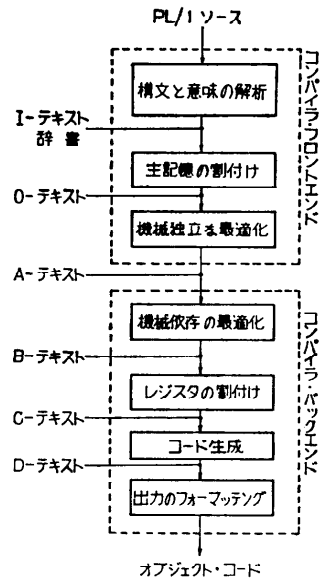 PL/1 ソース
構文と意味の解析
I-テキスト
辞書
主記憶の割付け
O-テキスト
機械独立な最適化
コンパイラ・フロントエンド
A-テキスト
機械依存の最適化
B-テキスト
レジスタの割付け
C-テキスト
コード生成
D-テキスト
出力のフォーマッテング
コンパイラ・バックエンド
オブジェクト・コード